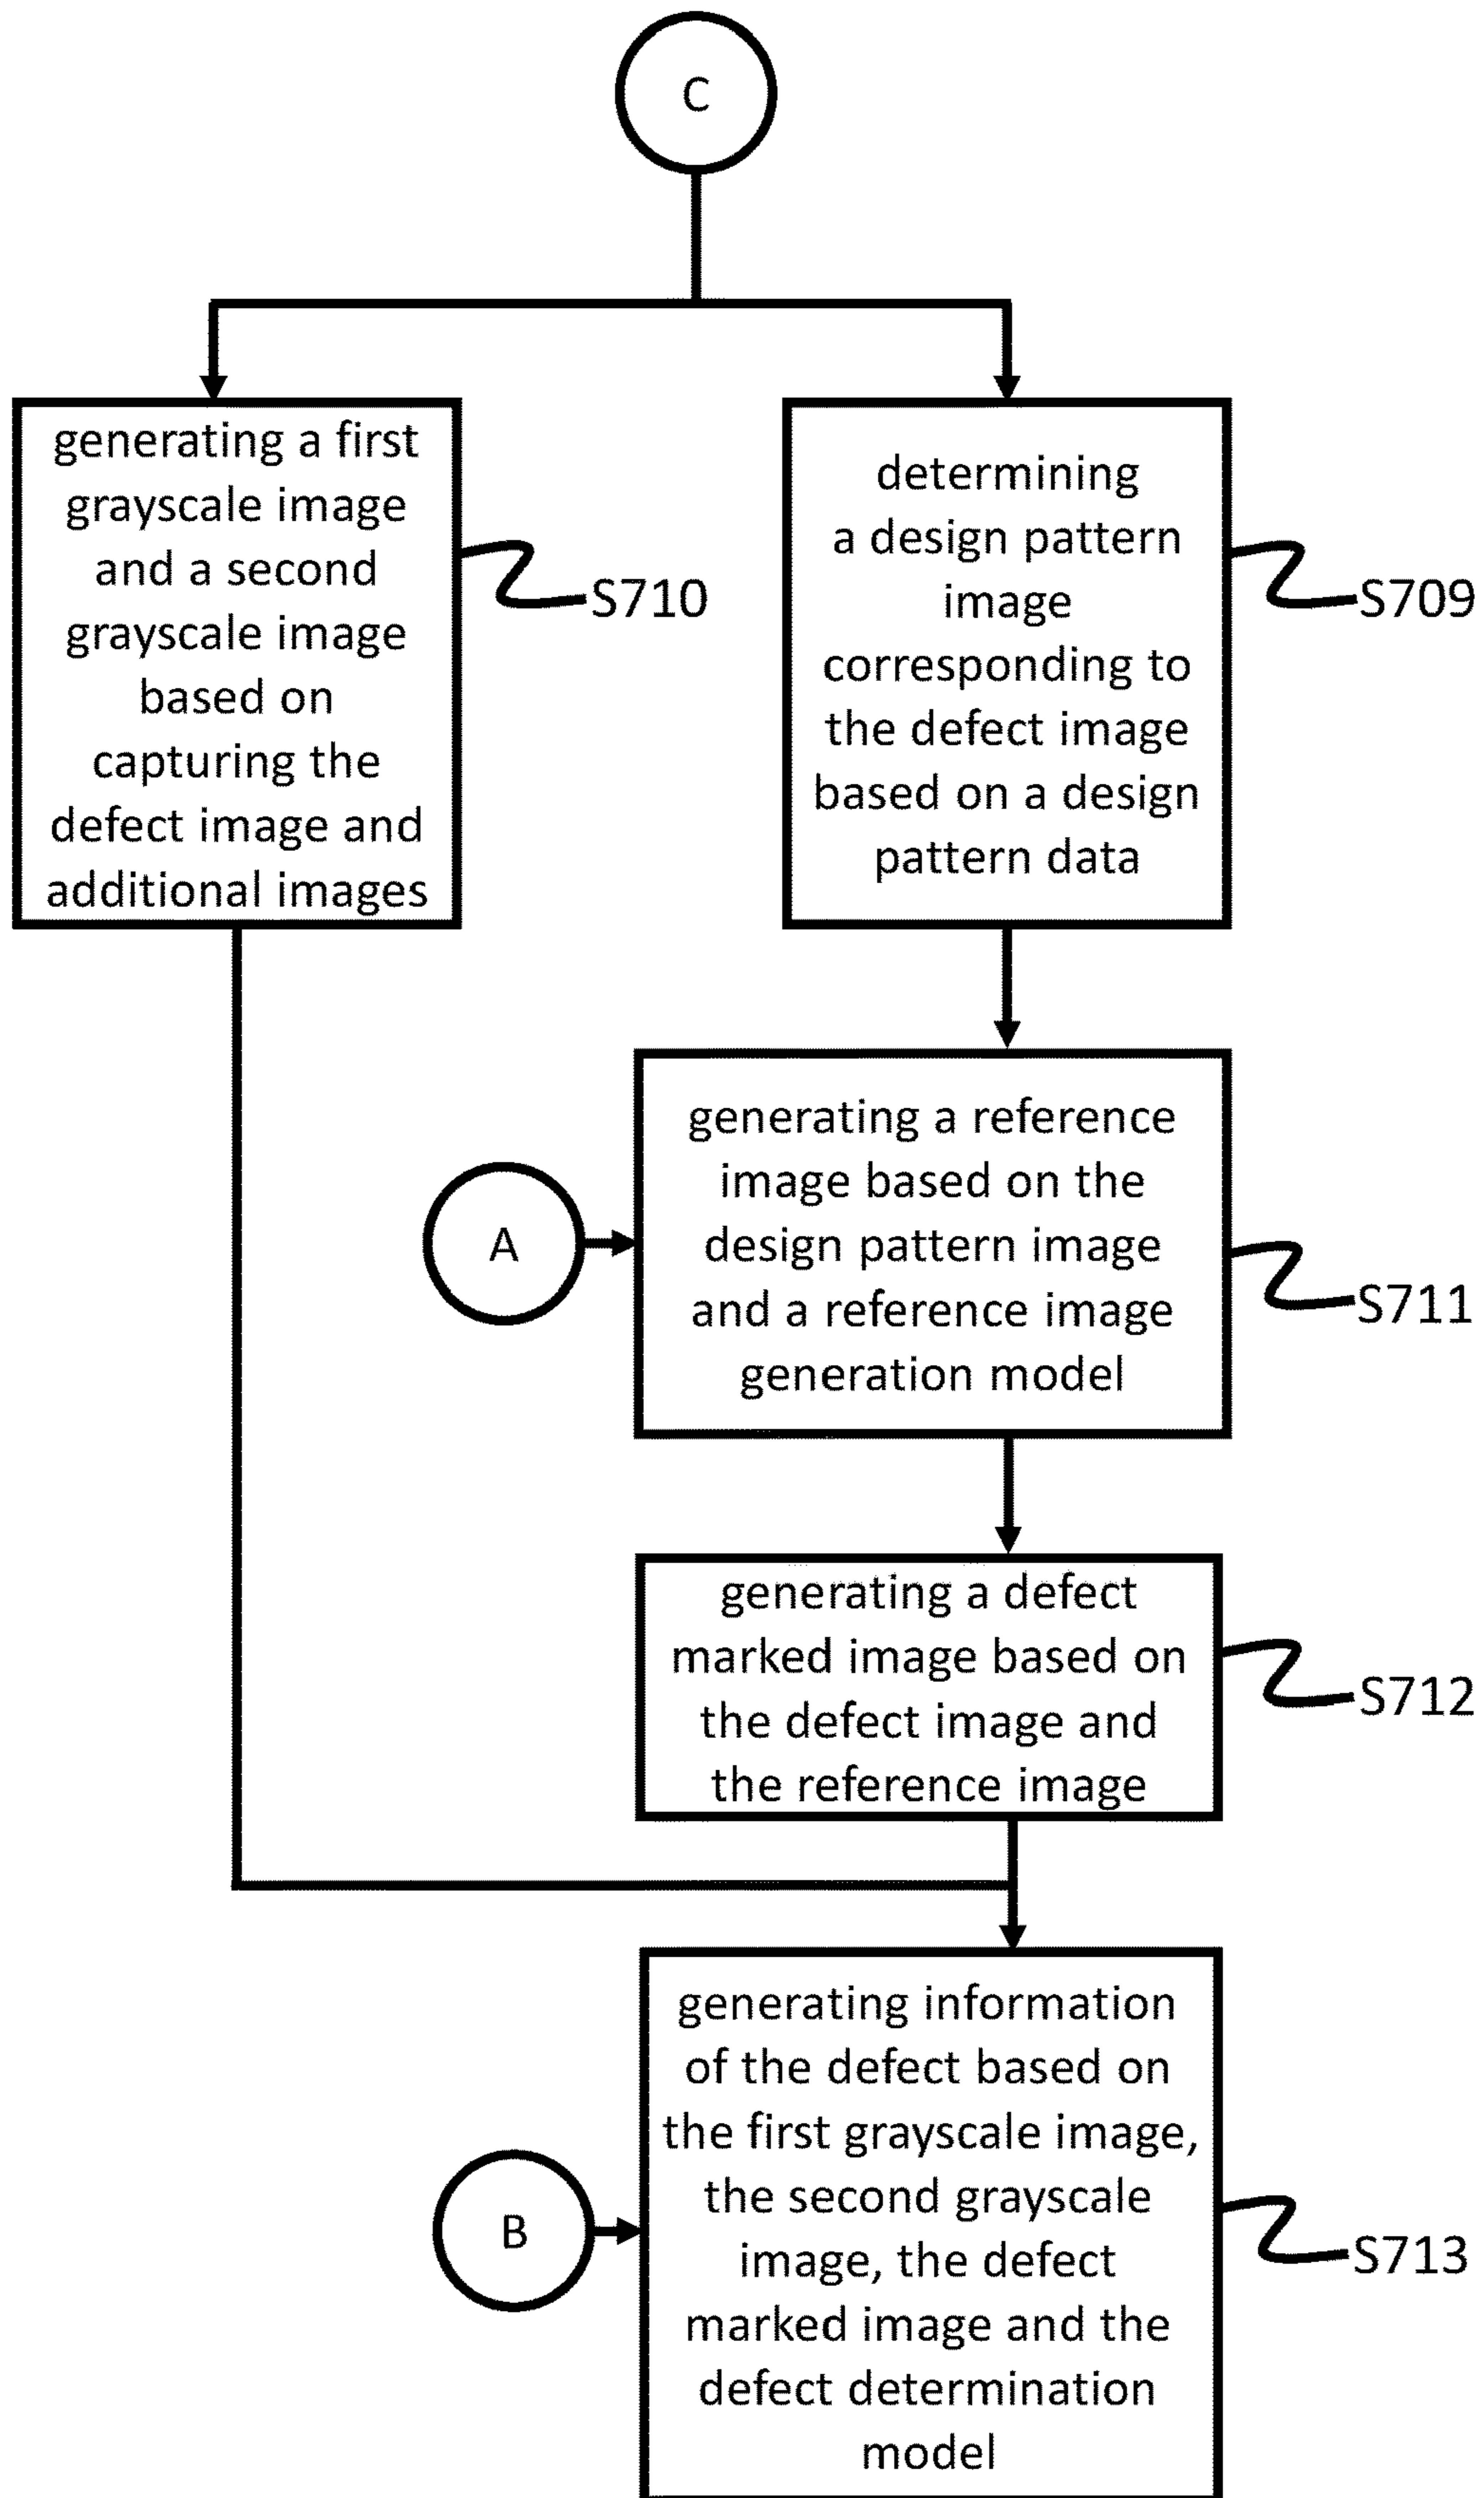 C
generating a first
grayscale image
and a second
grayscale image
based on
capturing the
defect image and
additional images
S710
determining
a design pattern
image
corresponding to
the defect image
based on a design
pattern data
S709
generating a reference
image based on the
design pattern image
and a reference image
generation model
A
S711
generating a defect
marked image based on
the defect image and
the reference image
S712
generating information
of the defect based on
the first grayscale image,
the second grayscale
image, the defect
marked image and the
defect determination
model
B
S713